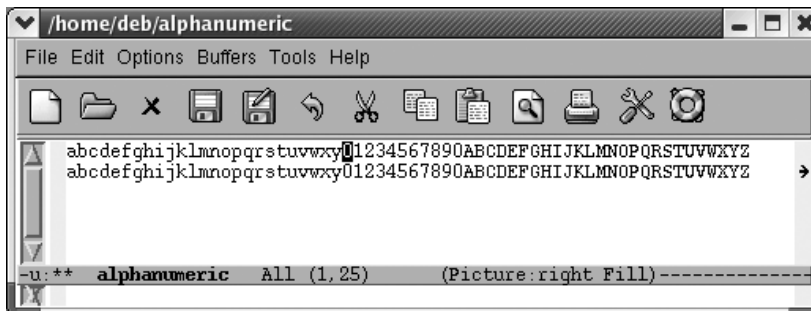 /home/deb/alphanumeric
File Edit Options Buffers Tools Help
abcdefghijklmnopqrstuvwxy01234567890ABCDEFGHIJKLMNOPQRSTUVWXYZ
abcdefghijklmnopqrstuvwxy01234567890ABCDEFGHIJKLMNOPQRSTUVWXYZ
-u:** alphanumeric All (1,25) (Picture:right Fill)--------------